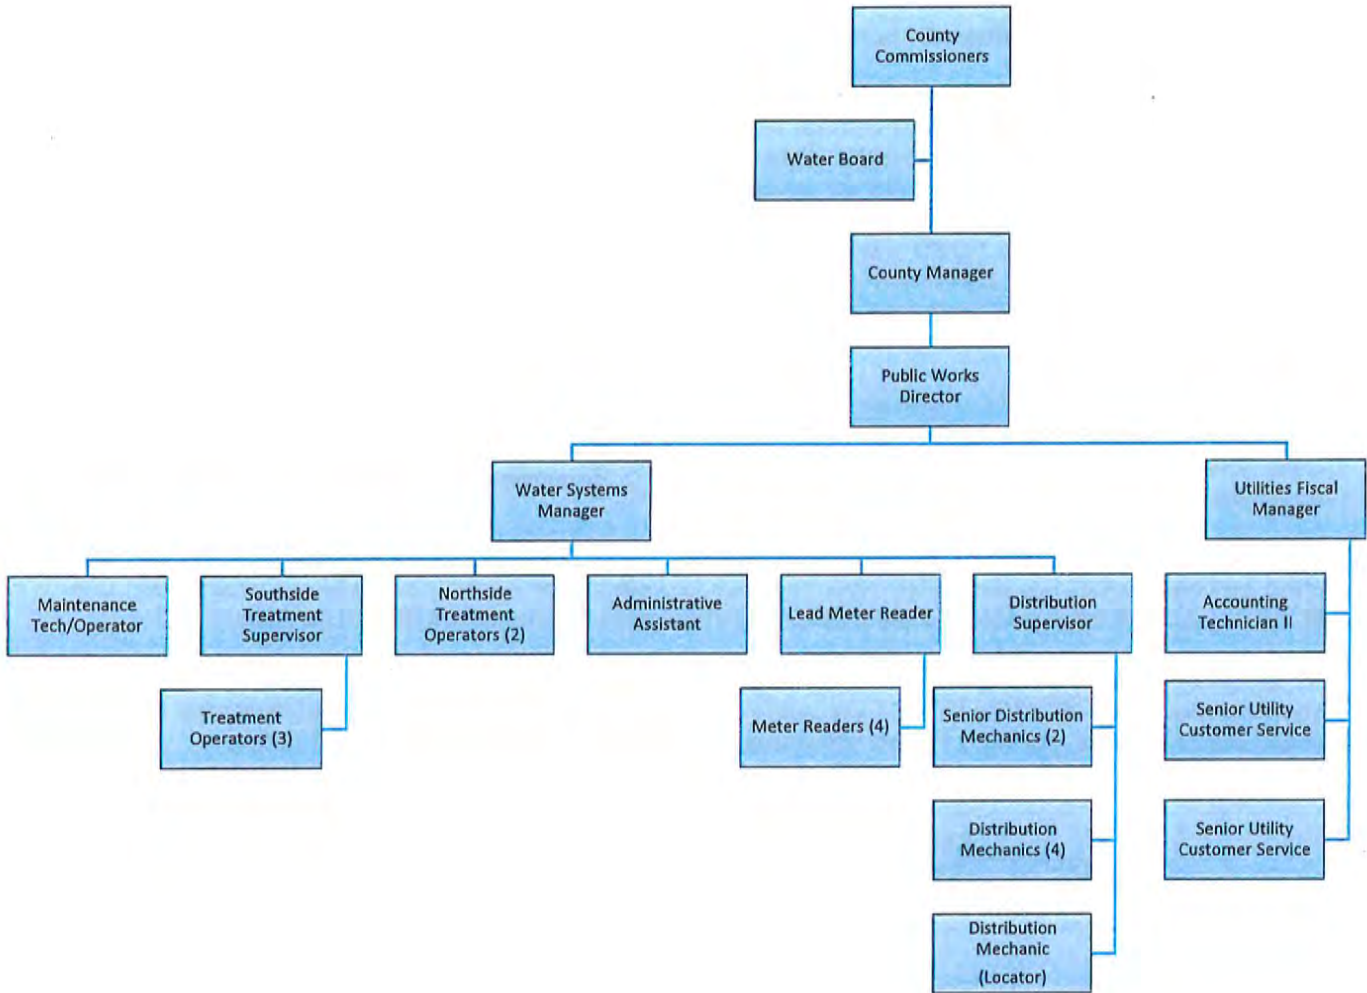 County
Commissioners
Water Board
County Manager
Public Works
Director
Water Systems
Manager
Utilities Fiscal
Manager
Maintenance
Tech/Operator
Southside
Treatment
Supervisor
Northside
Treatment
Operators (2)
Administrative
Assistant
Lead Meter Reader
Distribution
Supervisor
Accounting
Technician II
Treatment
Operators (3)
Meter Readers (4)
Senior Distribution
Mechanics (2)
Senior Utility
Customer Service
Distribution
Mechanics (4)
Senior Utility
Customer Service
Distribution
Mechanic
(Locator)